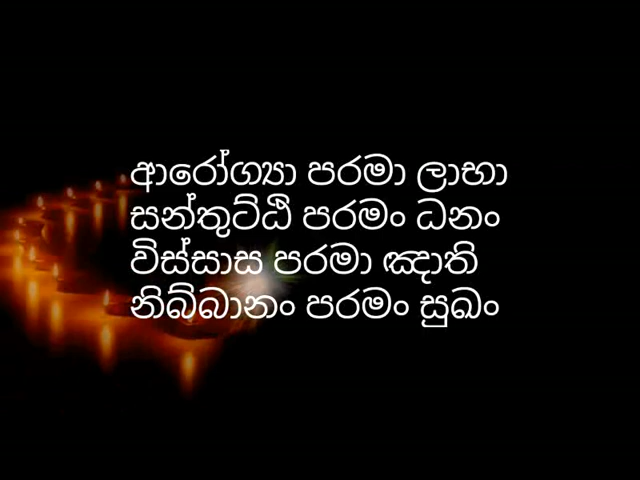 ආරෝග්‍යා පරමා ලාභා
සන්තුට්ඨි පරමං ධනං
විස්සාස පරමා ඤාති
නිබ්බානං පරමං සුඛං